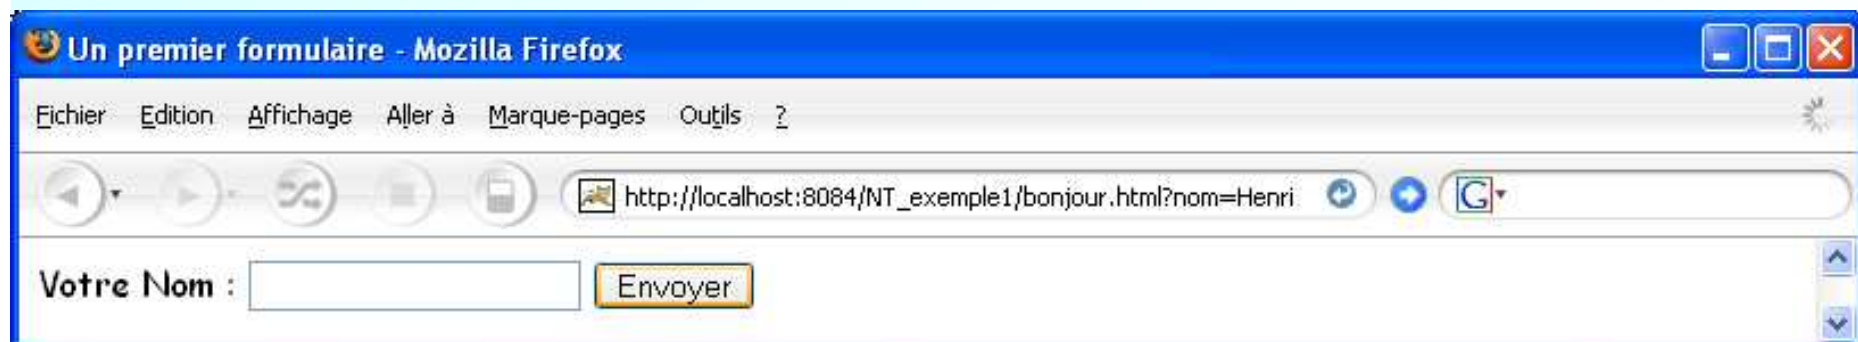 Un premier formulaire - Mozilla Firefox
Fichier Edition Affichage Aller à Marque-pages Outils ?
http://localhost:8084/NT_exemple1/bonjour.html?nom=Henri G
Votre Nom : Envoyer